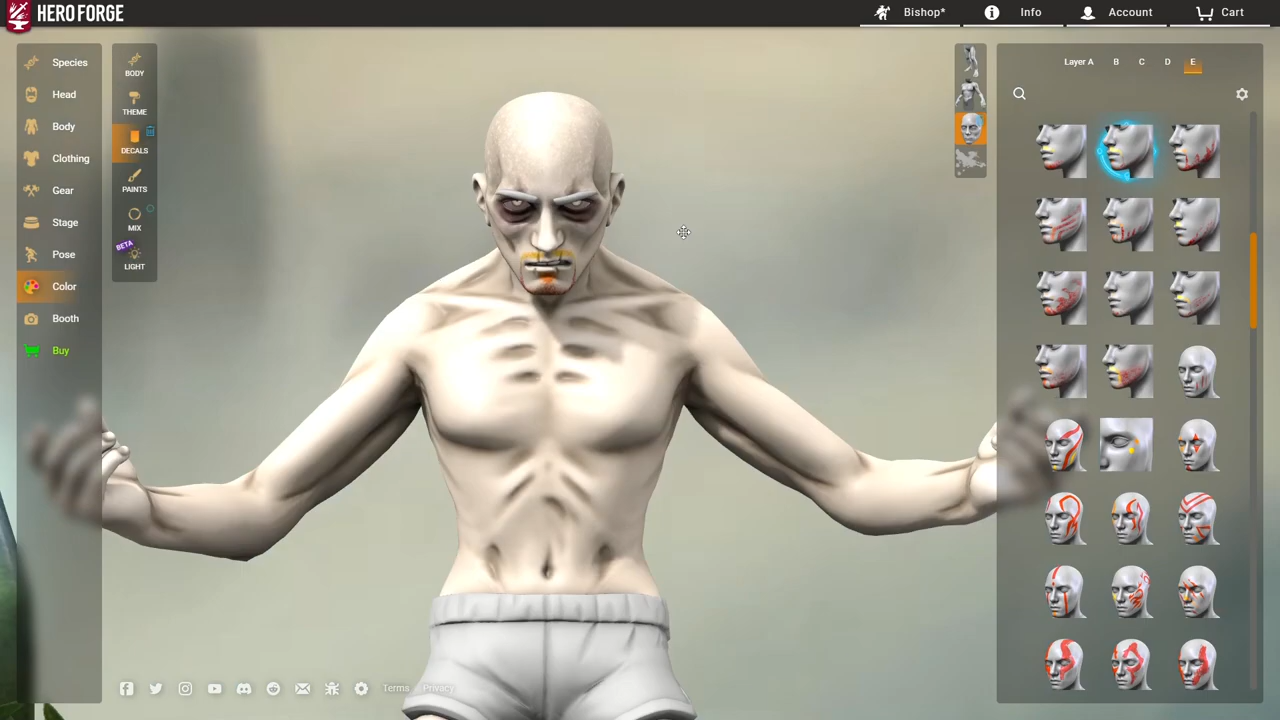 HERO FORGE
Bishop*
Info
Account
Cart
Species
Head
Body
Clothing
Gear
Stage
Pose
Color
Booth
Buy
BODY
THEME
DECALS
PAINTS
MIX
BETA
LIGHT
Layer A B C D E
Terms Privacy